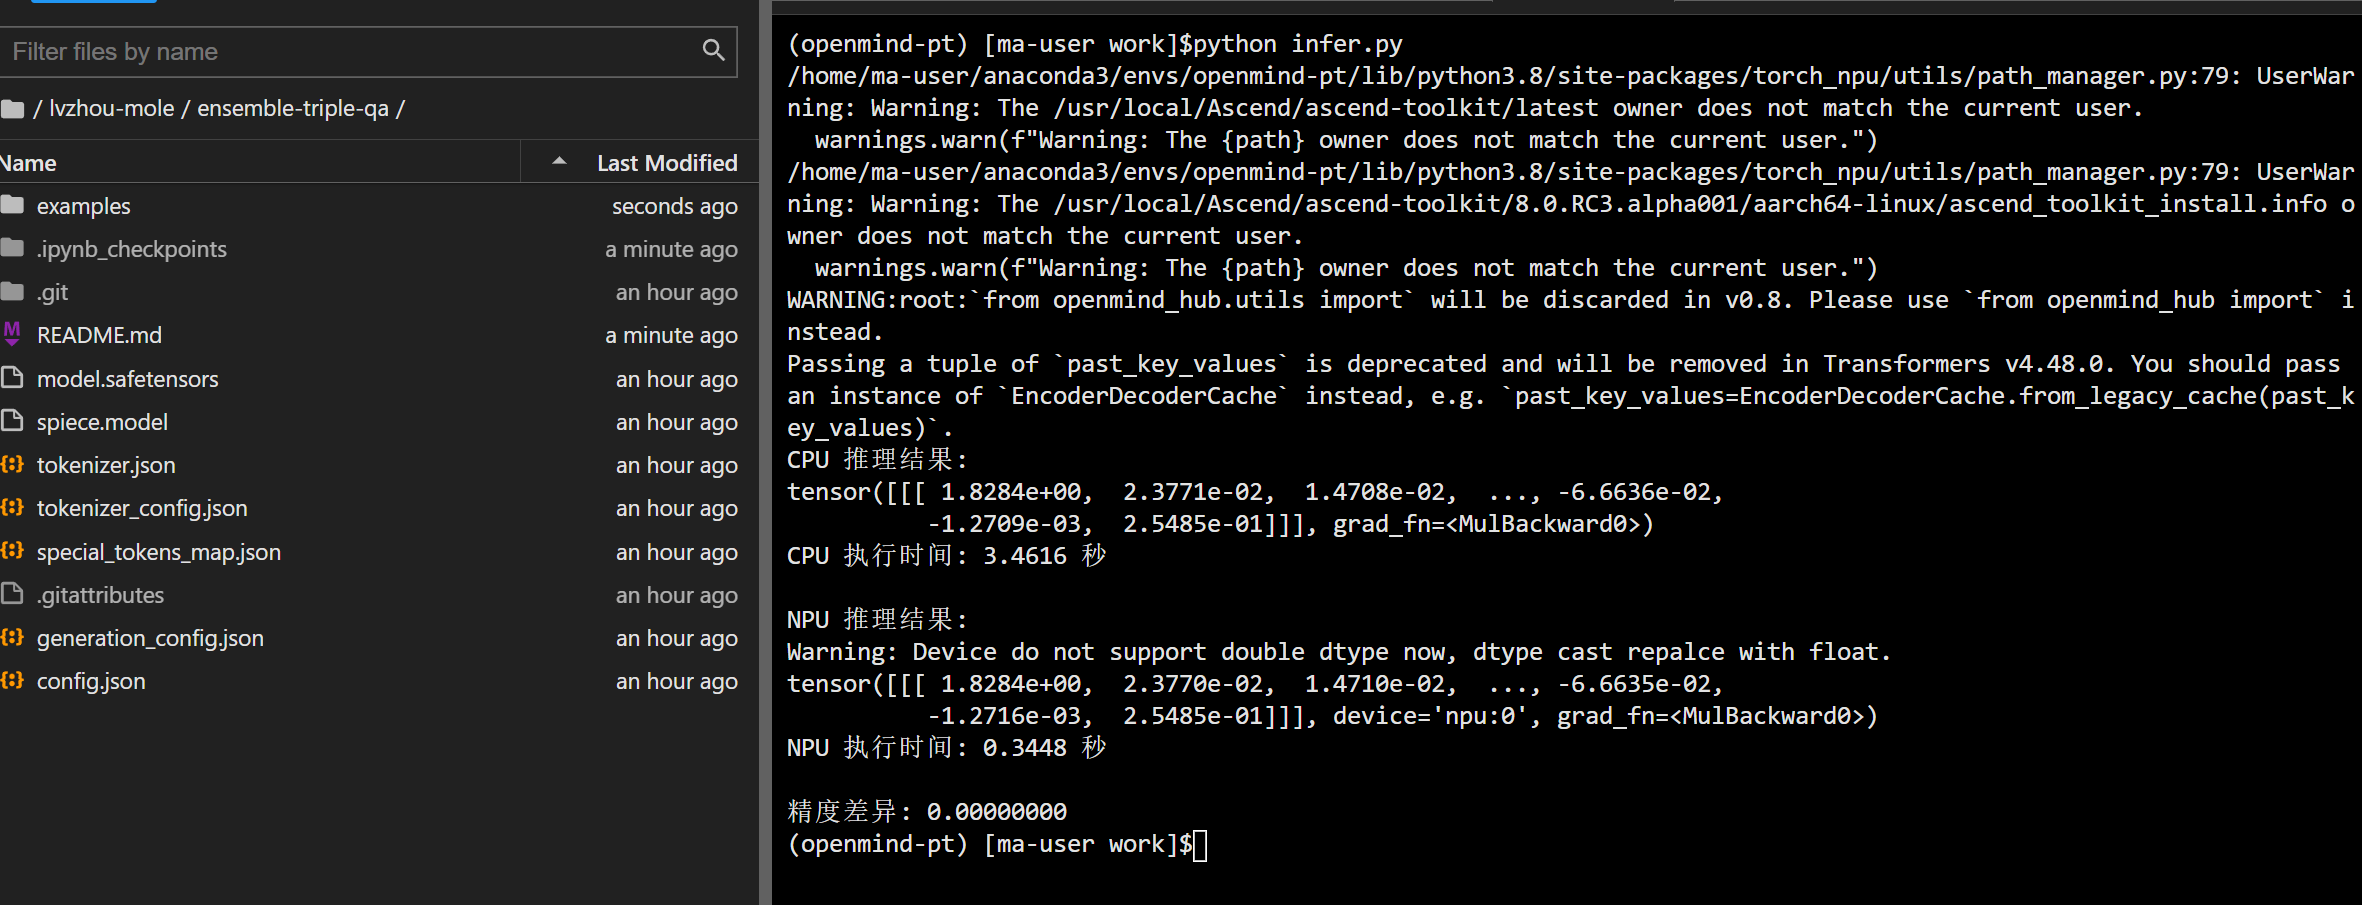 Filter files by name
/ lvzhou-mole / ensemble-triple-qa /
Name Last Modified
examples seconds ago
.ipynb_checkpoints a minute ago
.git an hour ago
README.md a minute ago
model.safetensors an hour ago
spiece.model an hour ago
tokenizer.json an hour ago
tokenizer_config.json an hour ago
special_tokens_map.json an hour ago
.gitattributes an hour ago
generation_config.json an hour ago
config.json an hour ago
(openmind-pt) [ma-user work]$python infer.py
/home/ma-user/anaconda3/envs/openmind-pt/lib/python3.8/site-packages/torch_npu/utils/path_manager.py:79: UserWar
ning: Warning: The /usr/local/Ascend/ascend-toolkit/latest owner does not match the current user.
  warnings.warn(f"Warning: The {path} owner does not match the current user.")
/home/ma-user/anaconda3/envs/openmind-pt/lib/python3.8/site-packages/torch_npu/utils/path_manager.py:79: UserWar
ning: Warning: The /usr/local/Ascend/ascend-toolkit/8.0.RC3.alpha001/aarch64-linux/ascend_toolkit_install.info o
wner does not match the current user.
  warnings.warn(f"Warning: The {path} owner does not match the current user.")
WARNING:root:`from openmind_hub.utils import` will be discarded in v0.8. Please use `from openmind_hub import` i
nstead.
Passing a tuple of `past_key_values` is deprecated and will be removed in Transformers v4.48.0. You should pass
an instance of `EncoderDecoderCache` instead, e.g. `past_key_values=EncoderDecoderCache.from_legacy_cache(past_k
ey_values)`.
CPU 推理结果:
tensor([[[ 1.8284e+00,  2.3771e-02,  1.4708e-02,  ..., -6.6636e-02,
          -1.2709e-03,  2.5485e-01]]], grad_fn=<MulBackward0>)
CPU 执行时间: 3.4616 秒
NPU 推理结果:
Warning: Device do not support double dtype now, dtype cast repalce with float.
tensor([[[ 1.8284e+00,  2.3770e-02,  1.4710e-02,  ..., -6.6635e-02,
          -1.2716e-03,  2.5485e-01]]], device='npu:0', grad_fn=<MulBackward0>)
NPU 执行时间: 0.3448 秒
精度差异: 0.00000000
(openmind-pt) [ma-user work]$